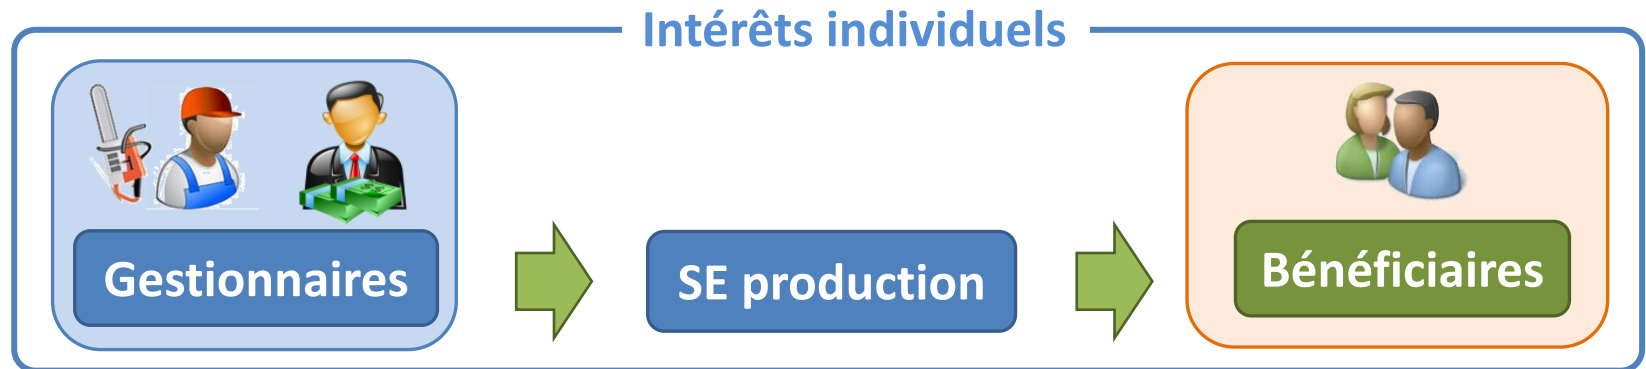 Intérêts individuels
Gestionnaires
SE production
Bénéficiaires